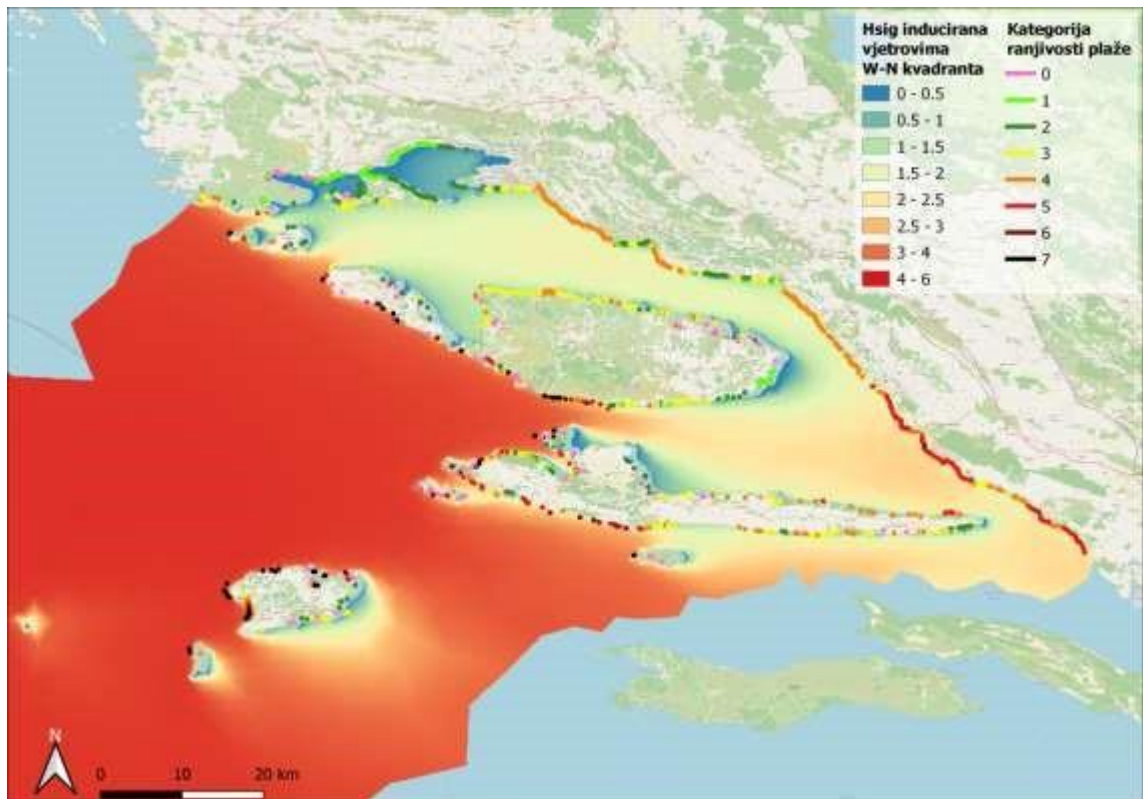 Hsig inducirana
vjetrovima
W-N kvadranta
0 - 0.5
0.5 - 1
1 - 1.5
1.5 - 2
2 - 2.5
2.5 - 3
3 - 4
4 - 6
Kategorija
ranjivosti plaže
0
1
2
3
4
5
6
7
N
0 10 20 km